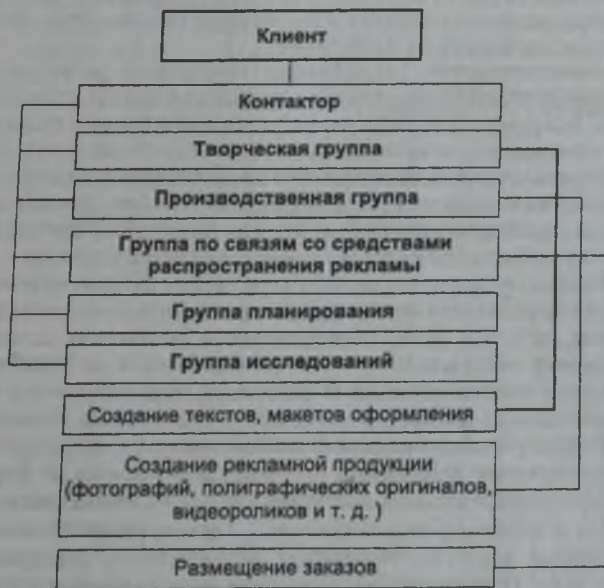 Клиент
Контактор
Творческая группа
Производственная группа
Группа по связям со средствами
распространения рекламы
Группа планирования
Группа исследований
Создание текстов, макетов оформления
Создание рекламной продукции
(фотографий, полиграфических оригиналов,
видеороликов и т. д. )
Размещение заказов